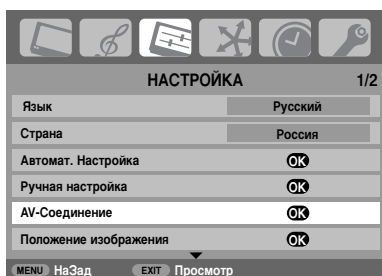 НАСТРОЙКА 1/2
Язык Русский
Страна Россия
Автомат. Настройка OK
Ручная настройка OK
AV-Соединение OK
Положение изображения OK
MENU НаЗад EXIT Просмотр